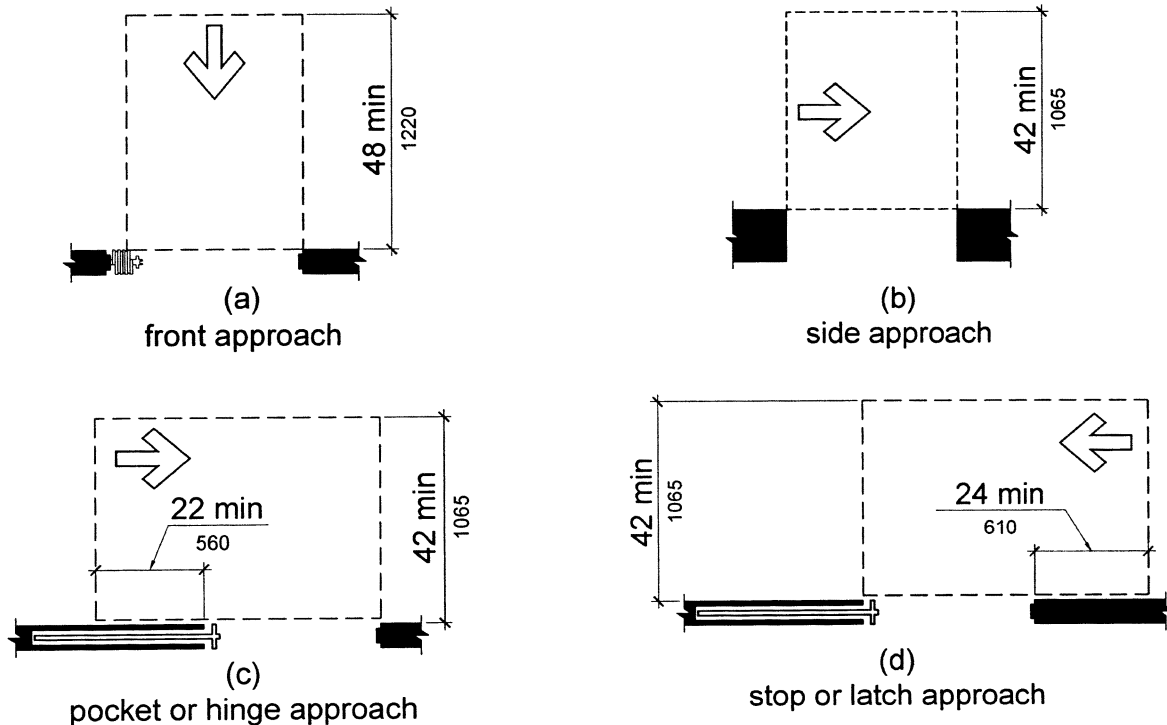 48 min
1220
(a)
front approach
42 min
1065
(b)
side approach
22 min
560
42 min
1065
(c)
pocket or hinge approach
42 min
1065
24 min
610
(d)
stop or latch approach